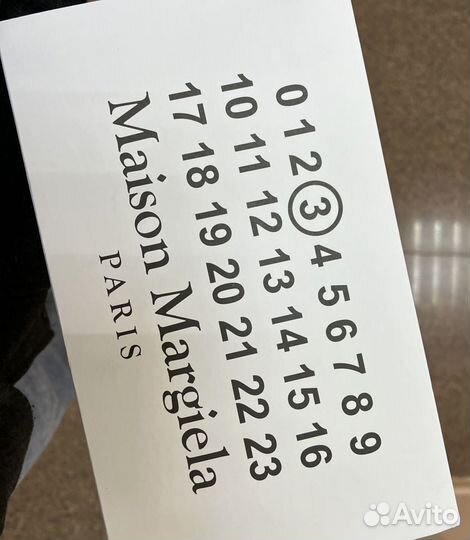 0 1 2 3 4 5 6 7 8 9
10 11 12 13 14 15 16
17 18 19 20 21 22 23
Maison Margiela
PARIS
Avito